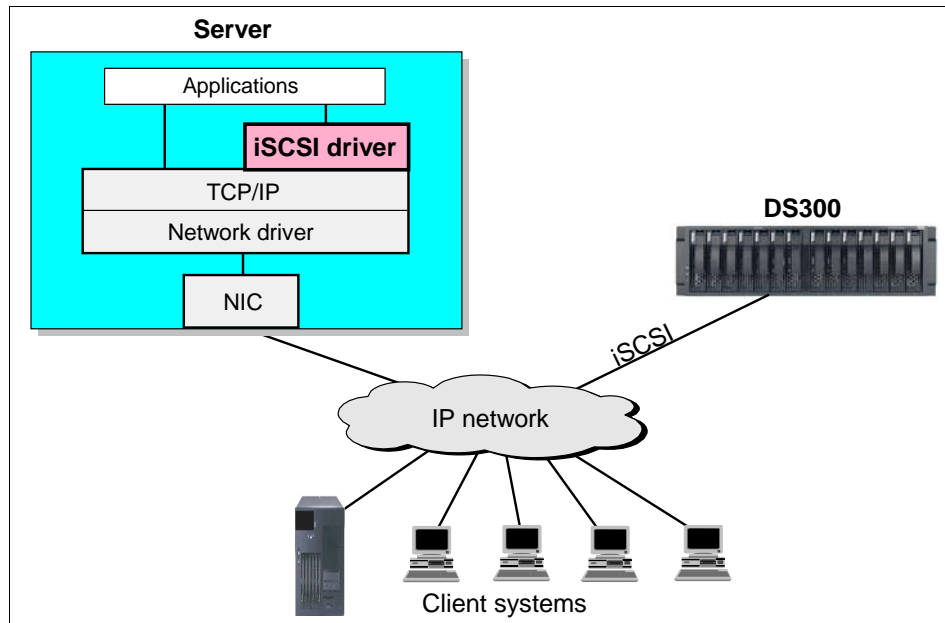 Server
Applications
iSCSI driver
TCP/IP
Network driver
NIC
DS300
iSCSI
IP network
Client systems